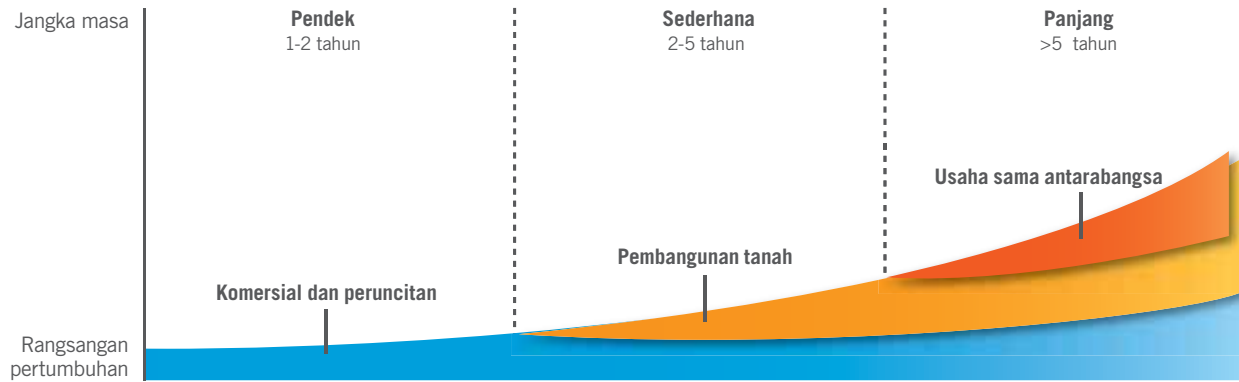 Jangka masa
Pendek
1-2 tahun
Sederhana
2-5 tahun
Panjang
>5 tahun
Usaha sama antarabangsa
Pembangunan tanah
Komersial dan peruncitan
Rangsangan
pertumbuhan